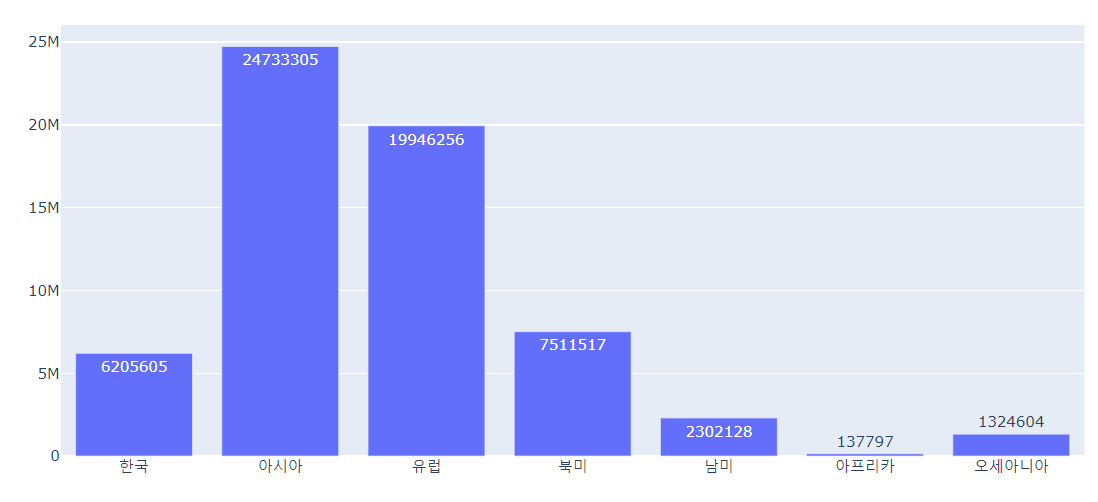 25M
20M
15M
10M
5M
0
6205605
24733305
19946256
7511517
2302128
137797
1324604
한국
아시아
유럽
북미
남미
아프리카
오세아니아